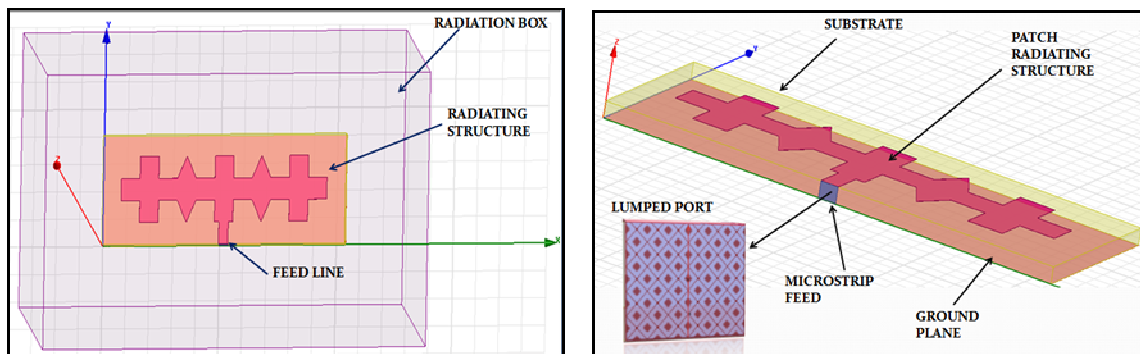 RADIATION BOX
Y
RADIATING
STRUCTURE
Z
X
FEED LINE
SUBSTRATE
PATCH
RADIATING
STRUCTURE
Z
Y
LUMPED PORT
MICROSTRIP
FEED
GROUND
PLANE